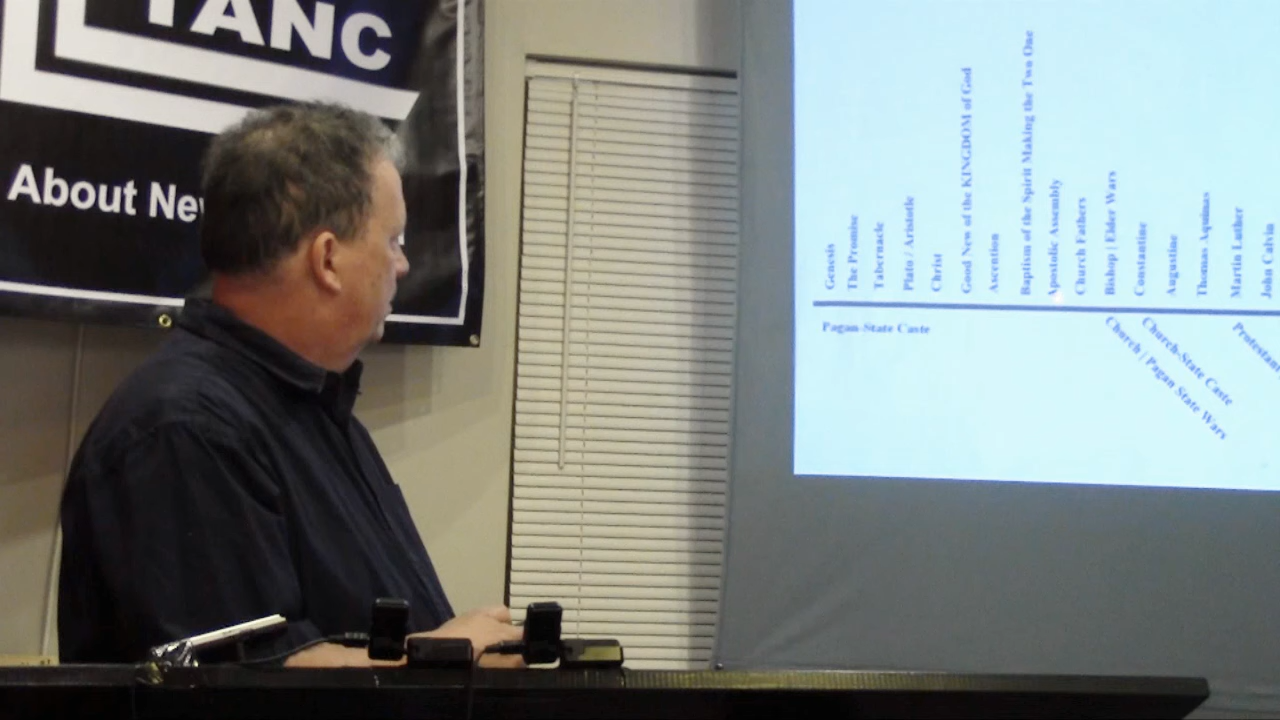 TANC
About Ne
Genesis
The Promise
Tabernacle
Plato / Aristotle
Christ
Good New of the KINGDOM of God
Ascention
Baptism of the Spirit Making the Two One
Apostolic Assembly
Church Fathers
Bishop | Elder Wars
Constantine
Augustine
Thomas Aquinas
Martin Luther
John Calvin
Pagan-State Caste
Church / Pagan State Wars
Church-State Caste
Protestant